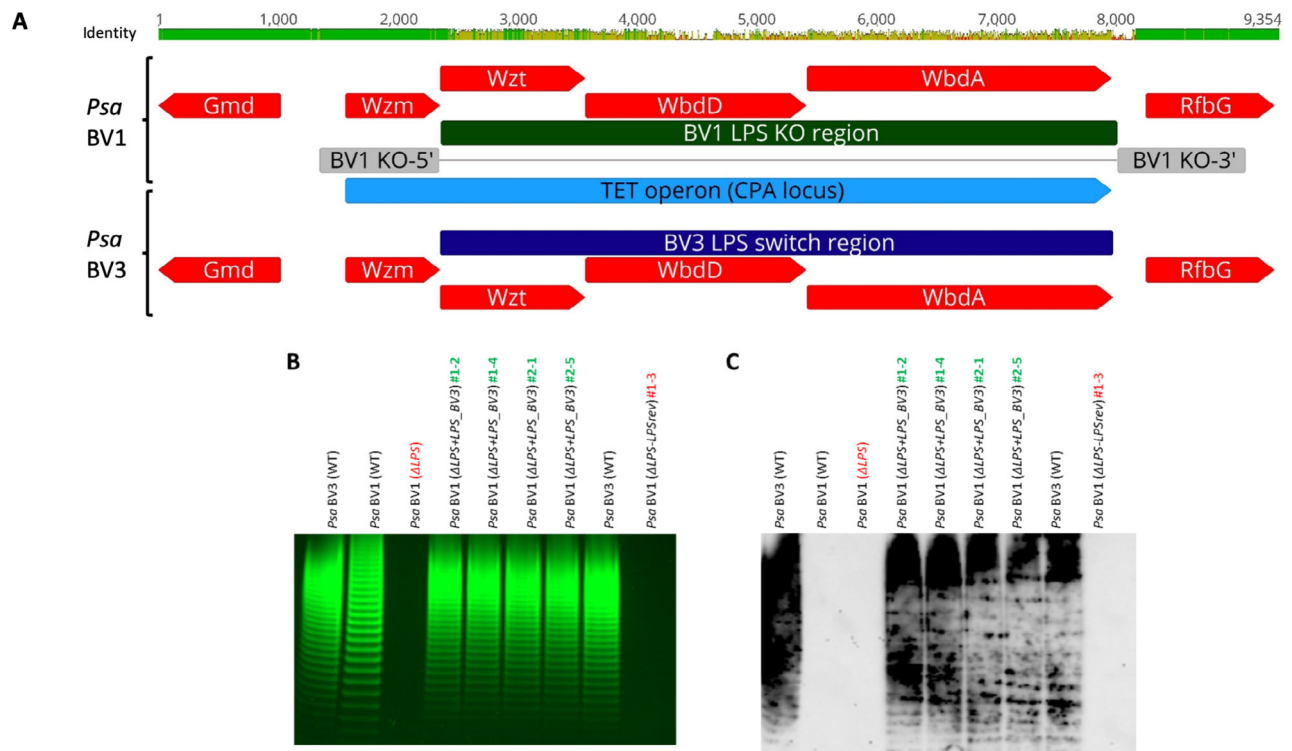 A
Identity
1 1,000 2,000 3,000 4,000 5,000 6,000 7,000 8,000 9,354
Psa BV1
Wzt WbdA
Gmd Wzm WbdD RfbG
BV1 LPS KO region
BV1 KO-5' BV1 KO-3'
TET operon (CPA locus)
Psa BV3
BV3 LPS switch region
Gmd Wzm WbdD RfbG
Wzt WbdA
B
Psa BV3 (WT)
Psa BV1 (WT)
Psa BV1 (ΔLPS)
Psa BV1 (ΔLPS+LPS_BV3) #1-2
Psa BV1 (ΔLPS+LPS_BV3) #1-4
Psa BV1 (ΔLPS+LPS_BV3) #2-1
Psa BV1 (ΔLPS+LPS_BV3) #2-5
Psa BV3 (WT)
Psa BV1 (ΔLPS-LPSrev) #1-3
C
Psa BV3 (WT)
Psa BV1 (WT)
Psa BV1 (ΔLPS)
Psa BV1 (ΔLPS+LPS_BV3) #1-2
Psa BV1 (ΔLPS+LPS_BV3) #1-4
Psa BV1 (ΔLPS+LPS_BV3) #2-1
Psa BV1 (ΔLPS+LPS_BV3) #2-5
Psa BV3 (WT)
Psa BV1 (ΔLPS-LPSrev) #1-3